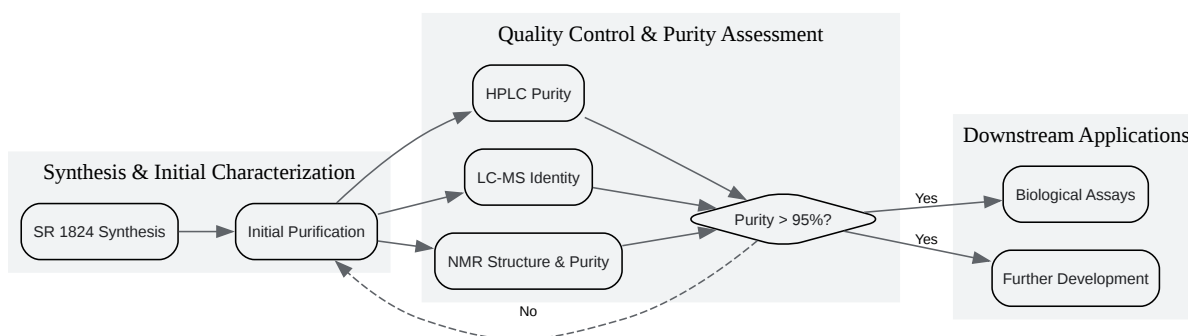 Synthesis & Initial Characterization
SR 1824 Synthesis
Initial Purification
Quality Control & Purity Assessment
HPLC Purity
LC-MS Identity
NMR Structure & Purity
Purity > 95%?
No
Yes
Yes
Downstream Applications
Biological Assays
Further Development